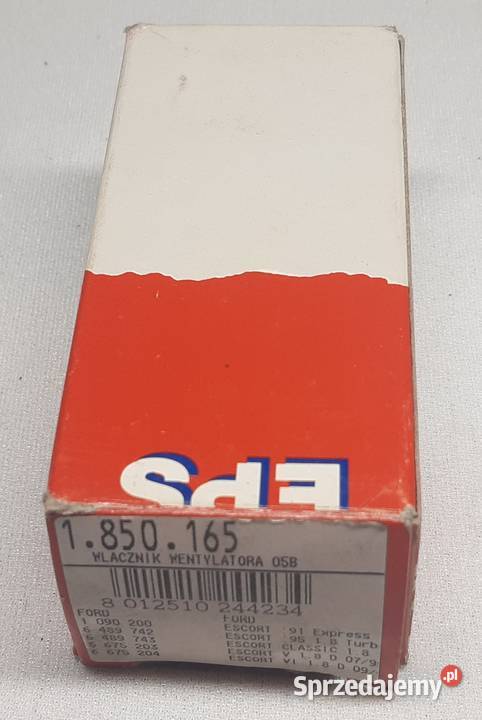 EPS
1.850.165
WLACZNIK WENTYLATORA 05B
8 012510 244234
FORD
1 090 200
6 489 742
6 489 743
6 675 203
6 675 204
FORD
ESCORT '91 Express
ESCORT '95 1.8 Turb
ESCORT CLASSIC 1.8
ESCORT V 1.8 D 07/9
ESCORT VI 1.8 D 09/
Sprzedajemy.pl